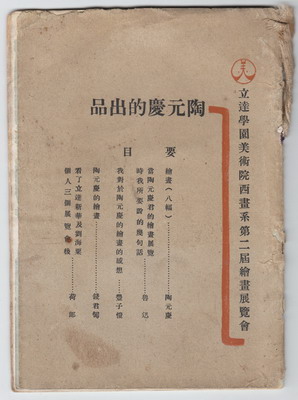 立達學園美術院西畫系第二屆繪畫展覽會
陶元慶的出品
要目
繪畫（八幅）……陶元慶
當陶元慶君的繪畫展覽
時我所要說的幾句話……魯迅
我對於陶元慶的繪畫的感想……豐子愷
陶元慶的繪畫……錢君匋
看了立達新華及劉海粟
個人三個展覽會後……荷郎